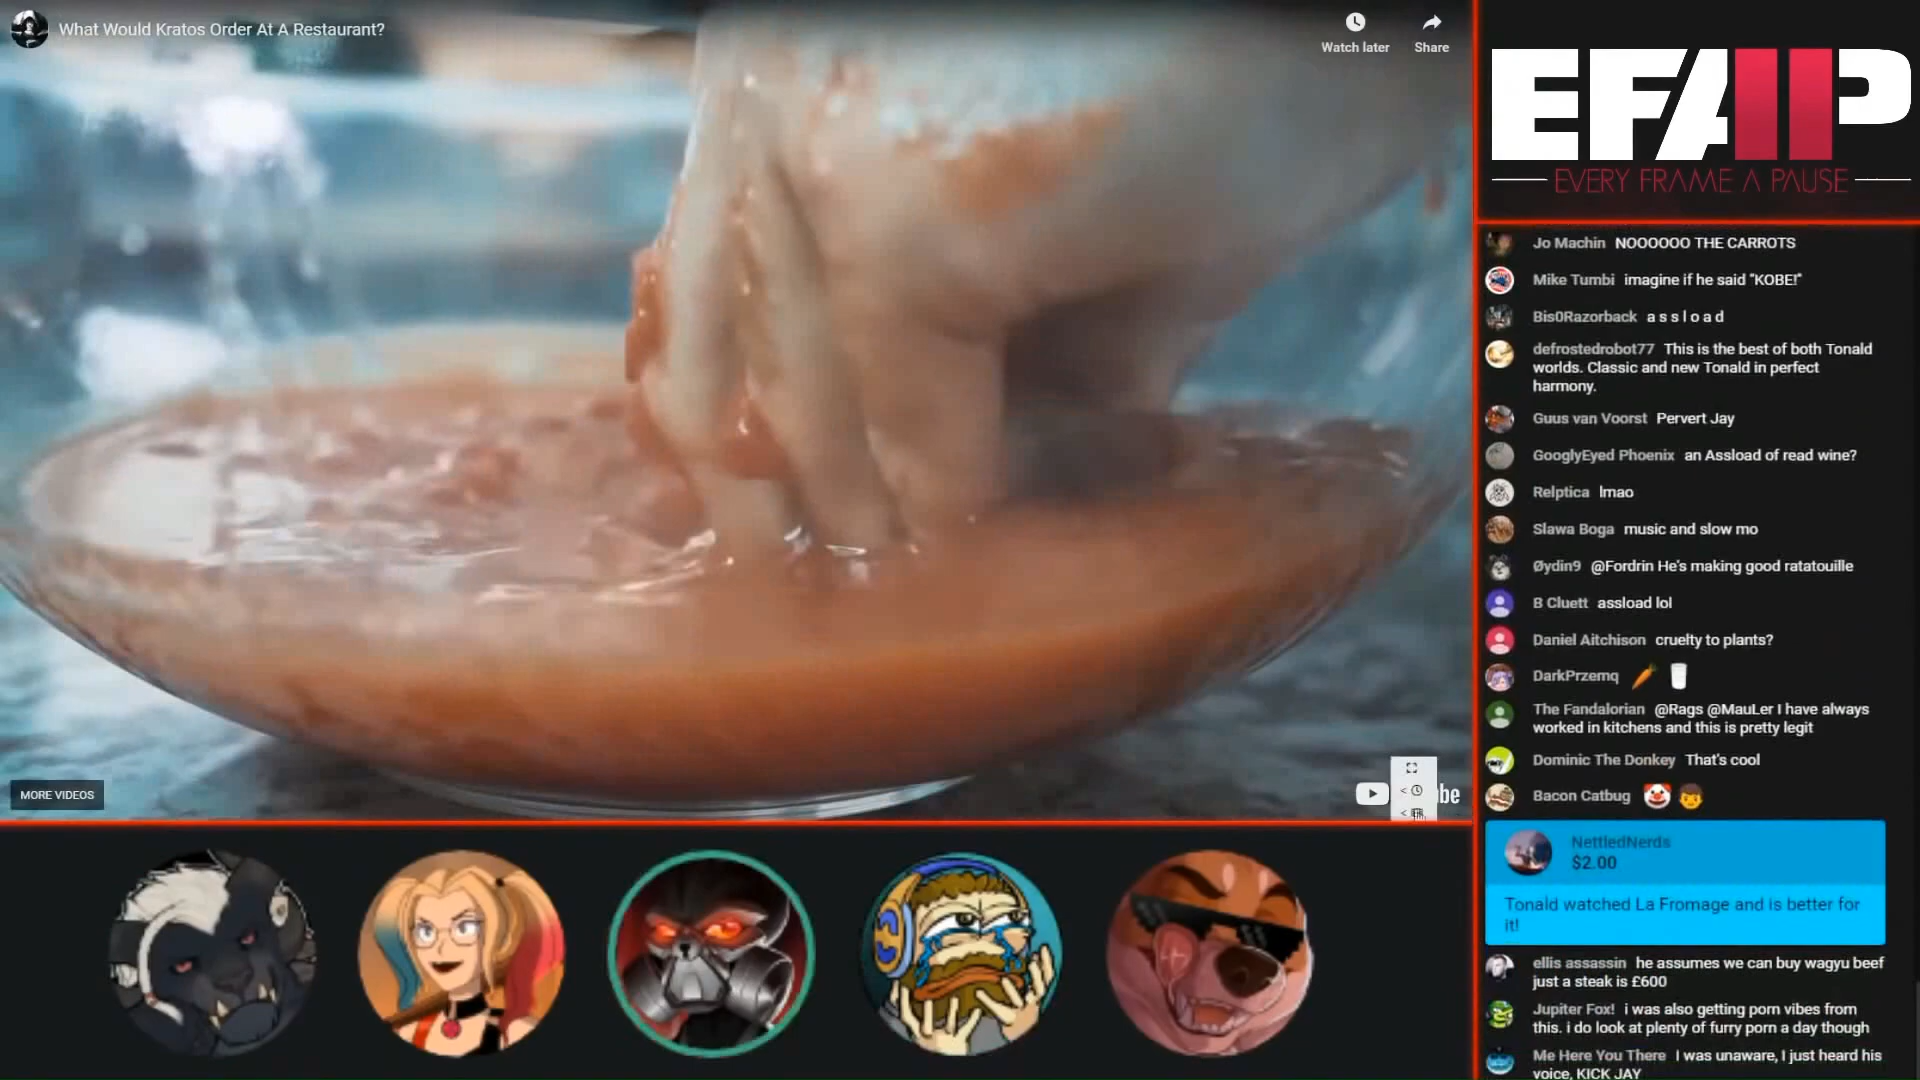 What Would Kratos Order At A Restaurant?
Watch later
Share
MORE VIDEOS
EFAP
EVERY FRAME A PAUSE
Jo Machin NOOOOOO THE CARROTS
Mike Tumbi imagine if he said "KOBE!"
Bis0Razorback a s s l o a d
defrostedrobot77 This is the best of both Tonald
worlds. Classic and new Tonald in perfect
harmony.
Guus van Voorst Pervert Jay
GooglyEyed Phoenix an Assload of read wine?
Relptica lmao
Slawa Boga music and slow mo
Øydin9 @Fordrin He's making good ratatouille
B Cluett assload lol
Daniel Aitchison cruelty to plants?
DarkPrzemq 🥕 🥛
The Fandalorian @Rags @MauLer I have always
worked in kitchens and this is pretty legit
Dominic The Donkey That's cool
Bacon Catbug 🤡 👦
NettledNerds
$2.00
Tonald watched La Fromage and is better for
it!
ellis assassin he assumes we can buy wagyu beef
just a steak is £600
Jupiter Fox! i was also getting porn vibes from
this. i do look at plenty of furry porn a day though
Me Here You There I was unaware, I just heard his
voice, KICK JAY